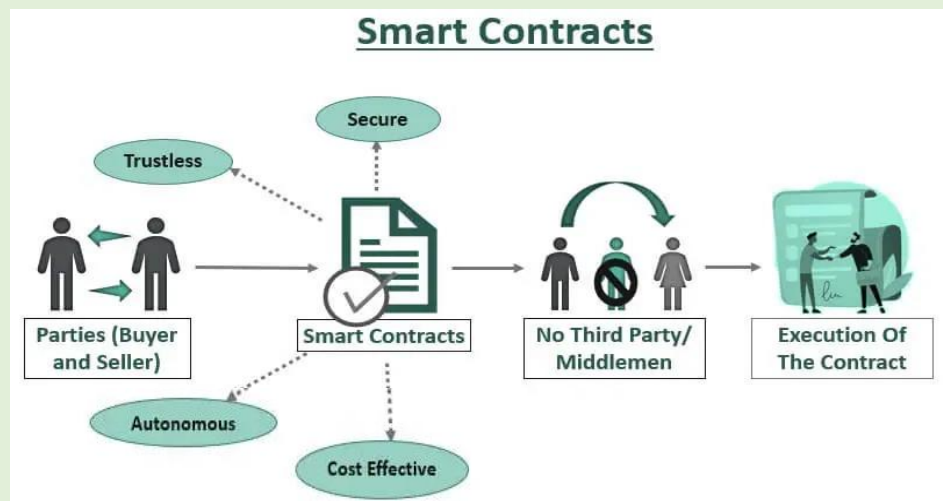 Smart Contracts
Secure
Trustless
Parties (Buyer
and Seller)
Smart Contracts
No Third Party/
Middlemen
Execution Of
The Contract
Autonomous
Cost Effective